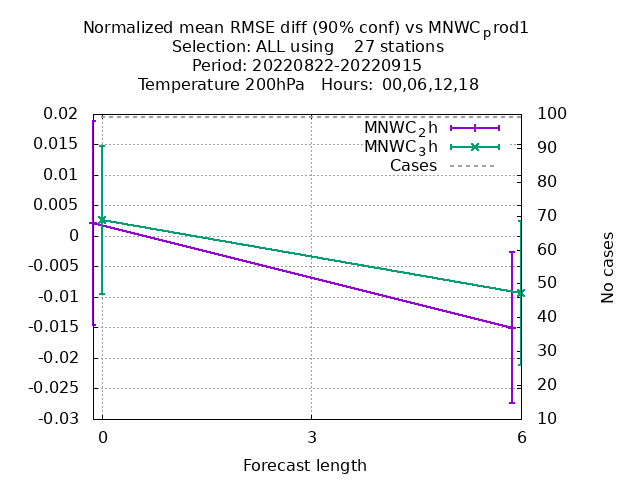 Normalized mean RMSE diff (90% conf) vs MNWCprod1
Selection: ALL using    27 stations
Period: 20220822-20220915
Temperature 200hPa   Hours: 00,06,12,18
0.02
0.015
0.01
0.005
0
-0.005
-0.01
-0.015
-0.02
-0.025
-0.03
100
90
80
70
60
50
40
30
20
10
No cases
MNWC2h
MNWC3h
Cases
0 3 6
Forecast length